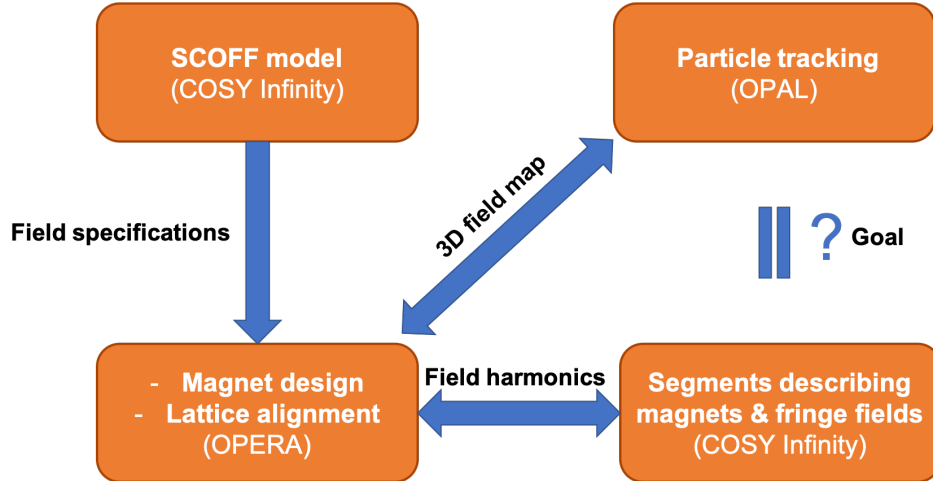 SCOFF model
(COSY Infinity)
Particle tracking
(OPAL)
3D field map
Field specifications
? Goal
- Magnet design
- Lattice alignment
(OPERA)
Field harmonics
Segments describing
magnets & fringe fields
(COSY Infinity)